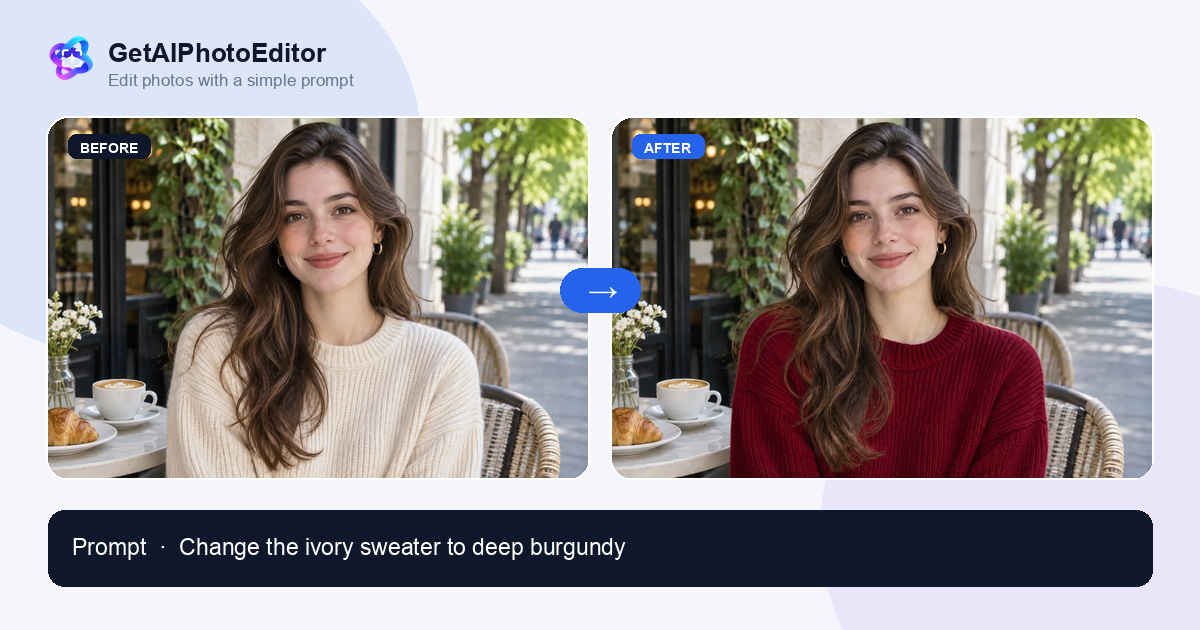 GetAIPhotoEditor
Edit photos with a simple prompt
BEFORE
AFTER
Prompt · Change the ivory sweater to deep burgundy